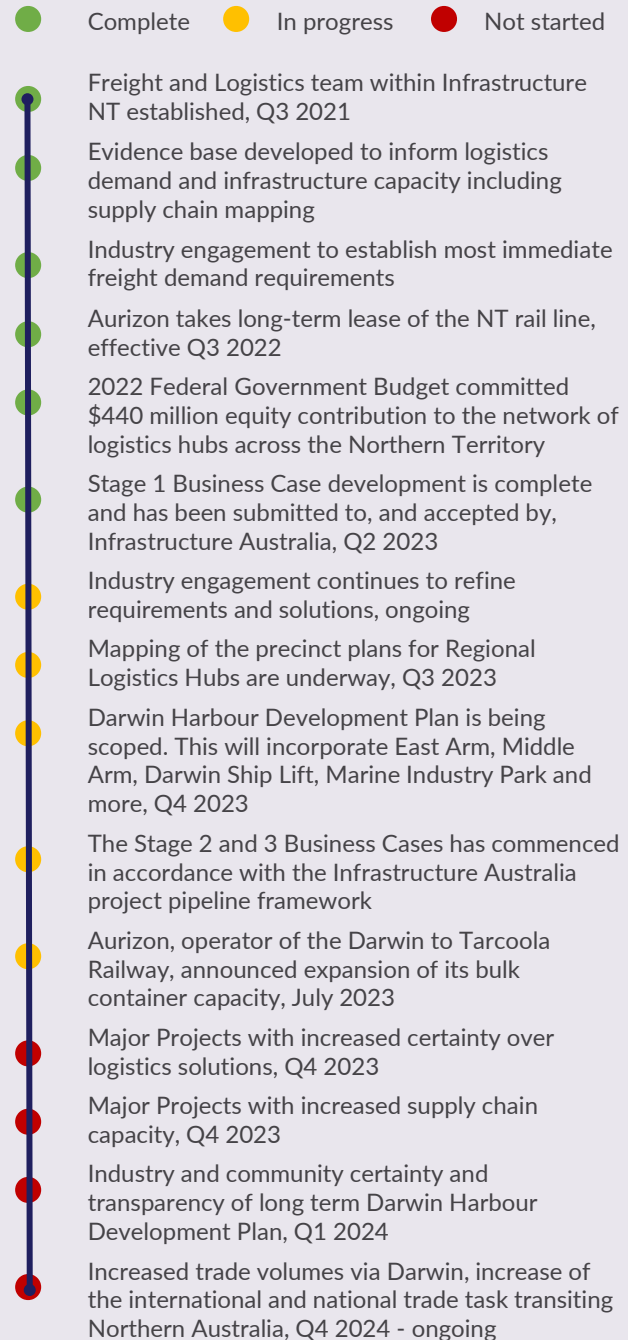 Complete In progress Not started
Freight and Logistics team within Infrastructure
NT established, Q3 2021
Evidence base developed to inform logistics
demand and infrastructure capacity including
supply chain mapping
Industry engagement to establish most immediate
freight demand requirements
Aurizon takes long-term lease of the NT rail line,
effective Q3 2022
2022 Federal Government Budget committed
$440 million equity contribution to the network of
logistics hubs across the Northern Territory
Stage 1 Business Case development is complete
and has been submitted to, and accepted by,
Infrastructure Australia, Q2 2023
Industry engagement continues to refine
requirements and solutions, ongoing
Mapping of the precinct plans for Regional
Logistics Hubs are underway, Q3 2023
Darwin Harbour Development Plan is being
scoped. This will incorporate East Arm, Middle
Arm, Darwin Ship Lift, Marine Industry Park and
more, Q4 2023
The Stage 2 and 3 Business Cases has commenced
in accordance with the Infrastructure Australia
project pipeline framework
Aurizon, operator of the Darwin to Tarcoola
Railway, announced expansion of its bulk
container capacity, July 2023
Major Projects with increased certainty over
logistics solutions, Q4 2023
Major Projects with increased supply chain
capacity, Q4 2023
Industry and community certainty and
transparency of long term Darwin Harbour
Development Plan, Q1 2024
Increased trade volumes via Darwin, increase of
the international and national trade task transiting
Northern Australia, Q4 2024 - ongoing